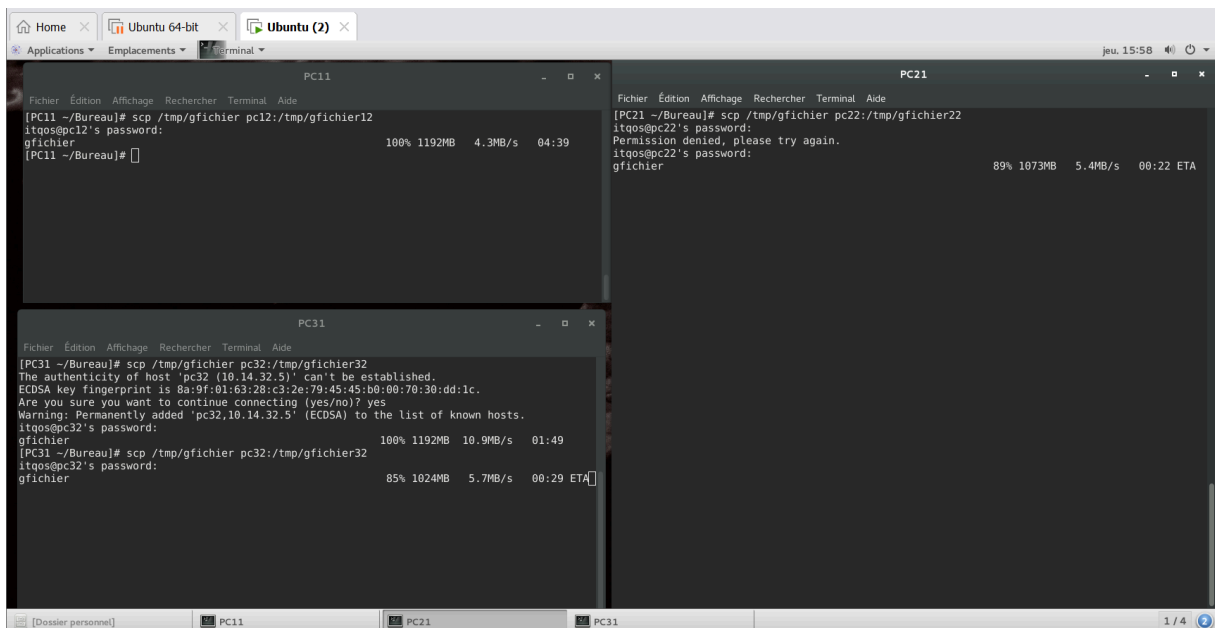 Home
Ubuntu 64-bit
Ubuntu (2)
Applications
Emplacements
Terminal
jeu. 15:58
PC11
Fichier Édition Affichage Rechercher Terminal Aide
[PC11 ~/Bureau]# scp /tmp/gfichier pc12:/tmp/gfichier12
itqos@pc12's password:
gfichier 100% 1192MB 4.3MB/s 04:39
[PC11 ~/Bureau]#
PC21
Fichier Édition Affichage Rechercher Terminal Aide
[PC21 ~/Bureau]# scp /tmp/gfichier pc22:/tmp/gfichier22
itqos@pc22's password:
Permission denied, please try again.
itqos@pc22's password:
gfichier 89% 1073MB 5.4MB/s 00:22 ETA
PC31
Fichier Édition Affichage Rechercher Terminal Aide
[PC31 ~/Bureau]# scp /tmp/gfichier pc32:/tmp/gfichier32
The authenticity of host 'pc32 (10.14.32.5)' can't be established.
ECDSA key fingerprint is 8a:9f:01:63:28:c3:2e:79:45:45:b0:00:70:30:dd:1c.
Are you sure you want to continue connecting (yes/no)? yes
Warning: Permanently added 'pc32,10.14.32.5' (ECDSA) to the list of known hosts.
itqos@pc32's password:
gfichier 100% 1192MB 10.9MB/s 01:49
[PC31 ~/Bureau]# scp /tmp/gfichier pc32:/tmp/gfichier32
itqos@pc32's password:
gfichier 85% 1024MB 5.7MB/s 00:29 ETA
[Dossier personnel]
PC11
PC21
PC31
1 / 4
2